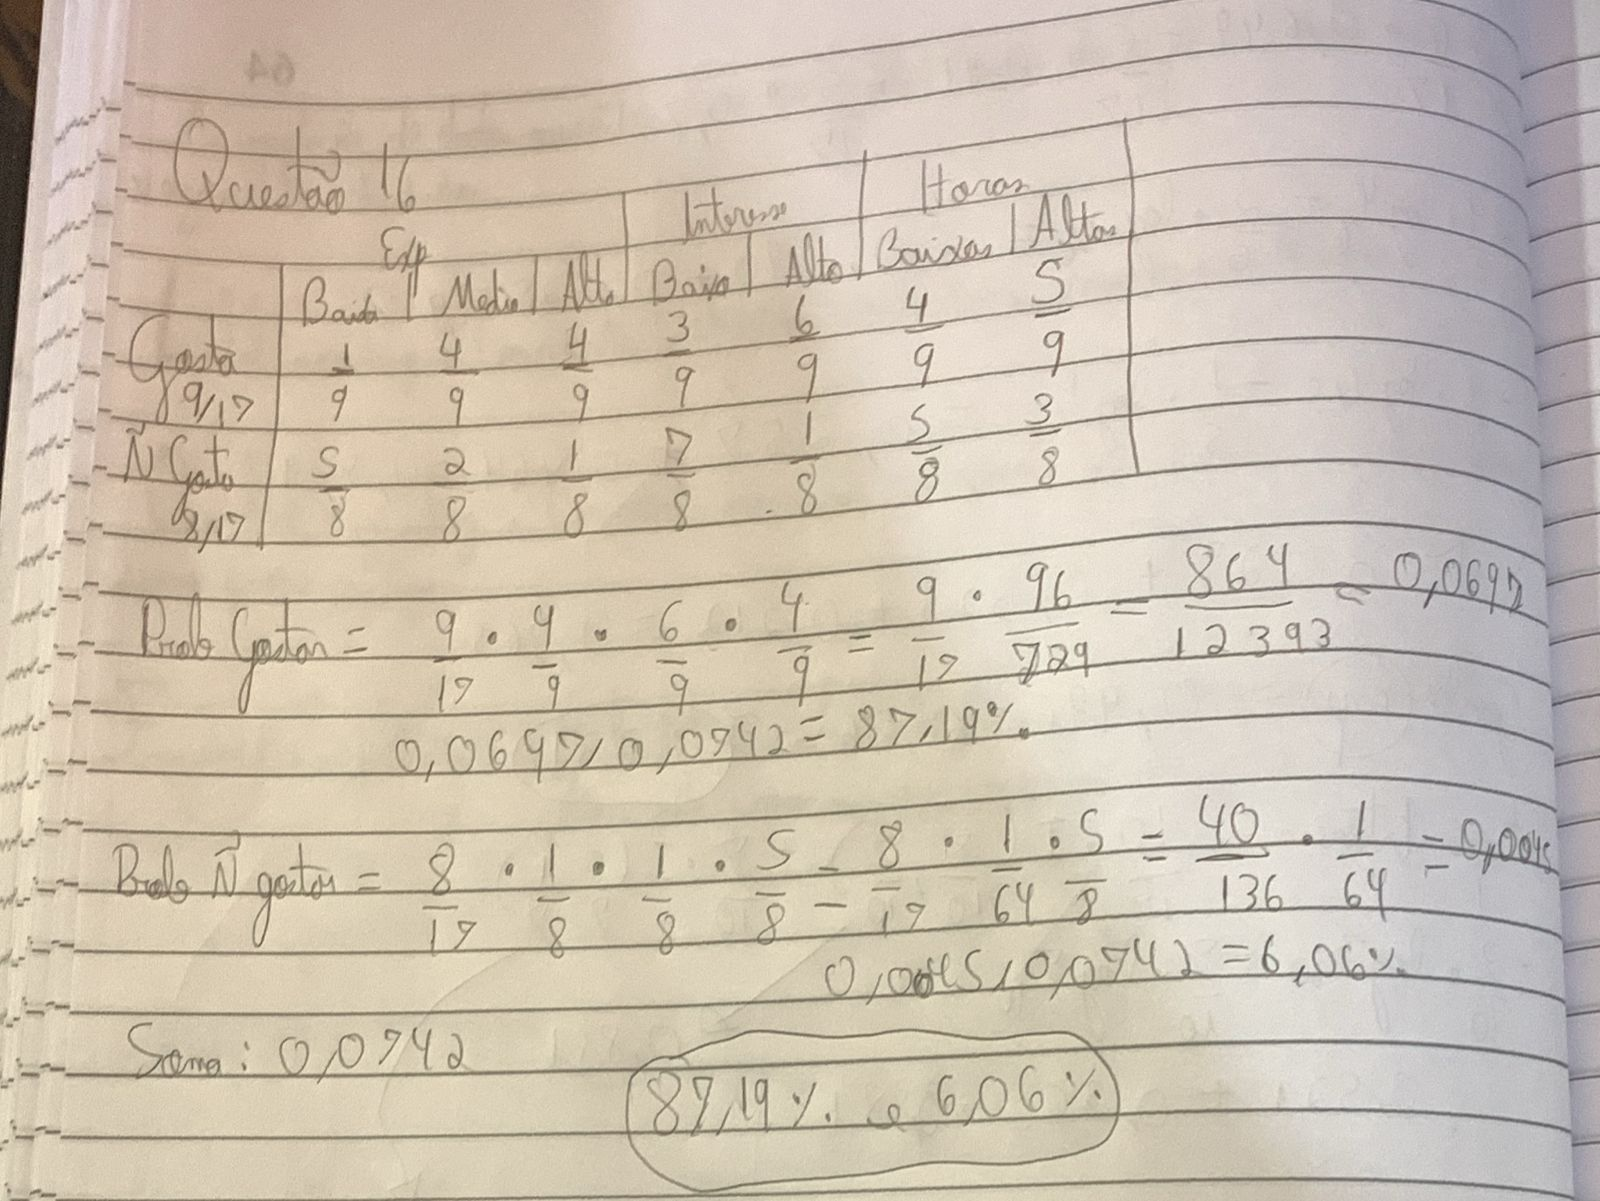 Questão 16
Exp | Interesse | Horas
Baixa | Medio | Alto | Baixo | Alto | Baixas | Altas
Gosta 9/17 1/9 4/9 4/9 3/9 6/9 4/9 5/9
Ñ Gosta 8/17 5/8 2/8 1/8 7/8 1/8 5/8 3/8
Prob Gostar = 9/17 · 4/9 · 6/9 · 4/9 = 9/17 · 96/729 = 864/12393 = 0,0697
0,0697/0,0742 = 87,19%.
Prob Ñ gostar = 8/17 · 1/8 · 1/8 · 5/8 = 8/17 · 1/64 · 5/8 = 40/136 · 1/64 = 0,0045
0,0045/0,0742 = 6,06%.
Soma: 0,0742
87,19% e 6,06%